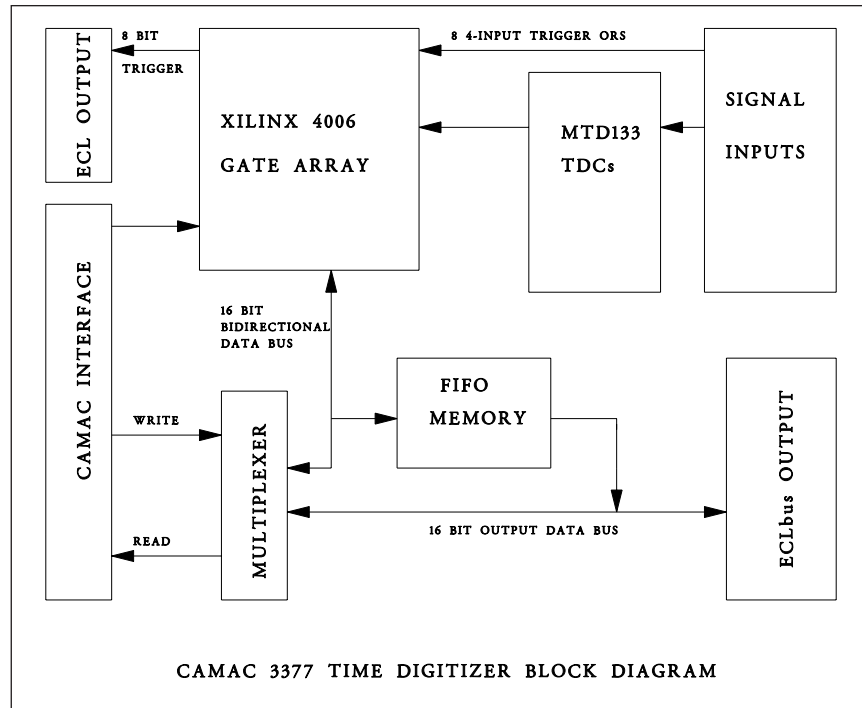 8 BIT
TRIGGER
ECL OUTPUT
XILINX 4006
GATE ARRAY
8 4-INPUT TRIGGER ORS
MTD133
TDCs
SIGNAL
INPUTS
CAMAC INTERFACE
16 BIT
BIDIRECTIONAL
DATA BUS
WRITE
READ
MULTIPLEXER
FIFO
MEMORY
16 BIT OUTPUT DATA BUS
ECLbus OUTPUT
CAMAC 3377 TIME DIGITIZER BLOCK DIAGRAM